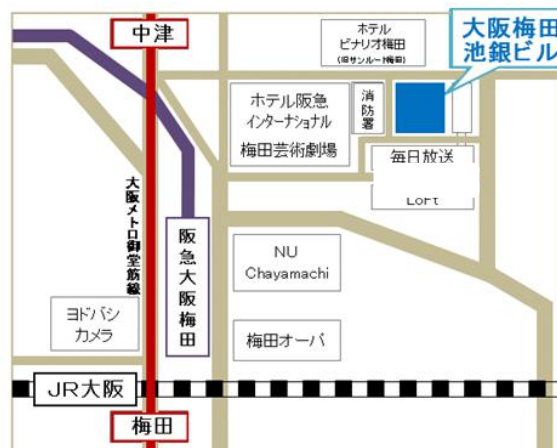 中津
ホテル
ビナリオ梅田
(旧サンルート梅田)
大阪梅田
池銀ビル
ホテル阪急
インターナショナル
梅田芸術劇場
消防署
毎日放送
Loft
大阪メトロ御堂筋線
阪急大阪梅田
NU
Chayamachi
ヨドバシ
カメラ
梅田オーパ
JR大阪
梅田